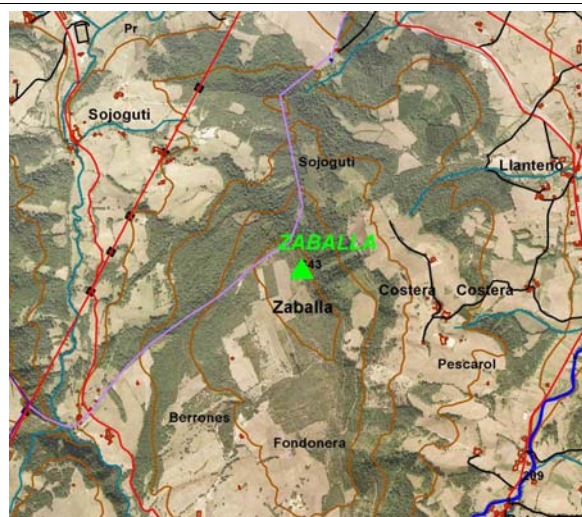 Pr
Sojoguti
Sojoguti
Llanteno
ZABALLA
43
Zaballa
Costera
Costera
Pescarol
Berrones
Fondonera
209